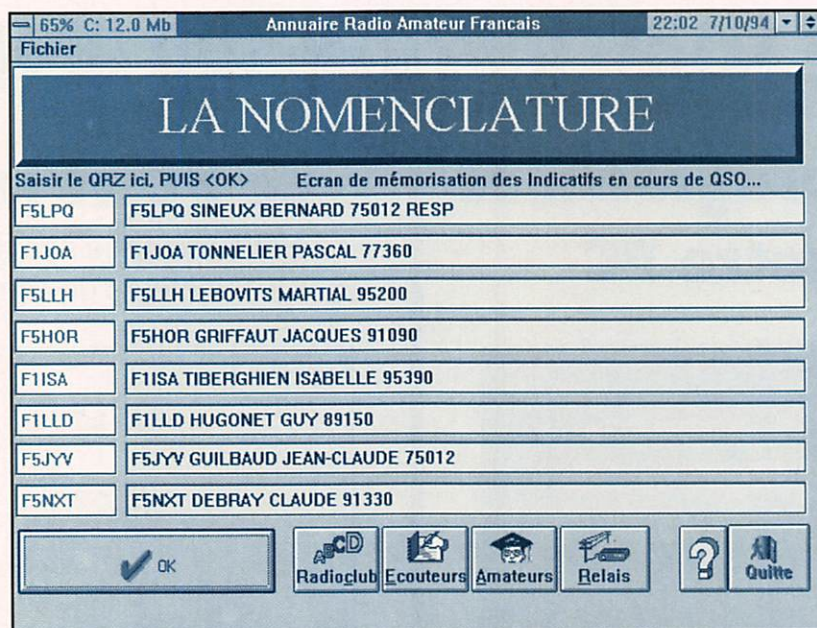 65% C: 12.0 Mb Annuaire Radio Amateur Francais 22:02 7/10/94
Fichier
LA NOMENCLATURE
Saisir le QRZ ici, PUIS <OK> Ecran de mémorisation des Indicatifs en cours de QSO...
F5LPQ F5LPQ SINEUX BERNARD 75012 RESP
F1JOA F1JOA TONNELIER PASCAL 77360
F5LLH F5LLH LEBOVITS MARTIAL 95200
F5HOR F5HOR GRIFFAUT JACQUES 91090
F1ISA F1ISA TIBERGHIEN ISABELLE 95390
F1LLD F1LLD HUGONET GUY 89150
F5JYV F5JYV GUILBAUD JEAN-CLAUDE 75012
F5NXT F5NXT DEBRAY CLAUDE 91330
OK
ABCD
Radioclub Ecouteurs Amateurs Relais ? Quitte